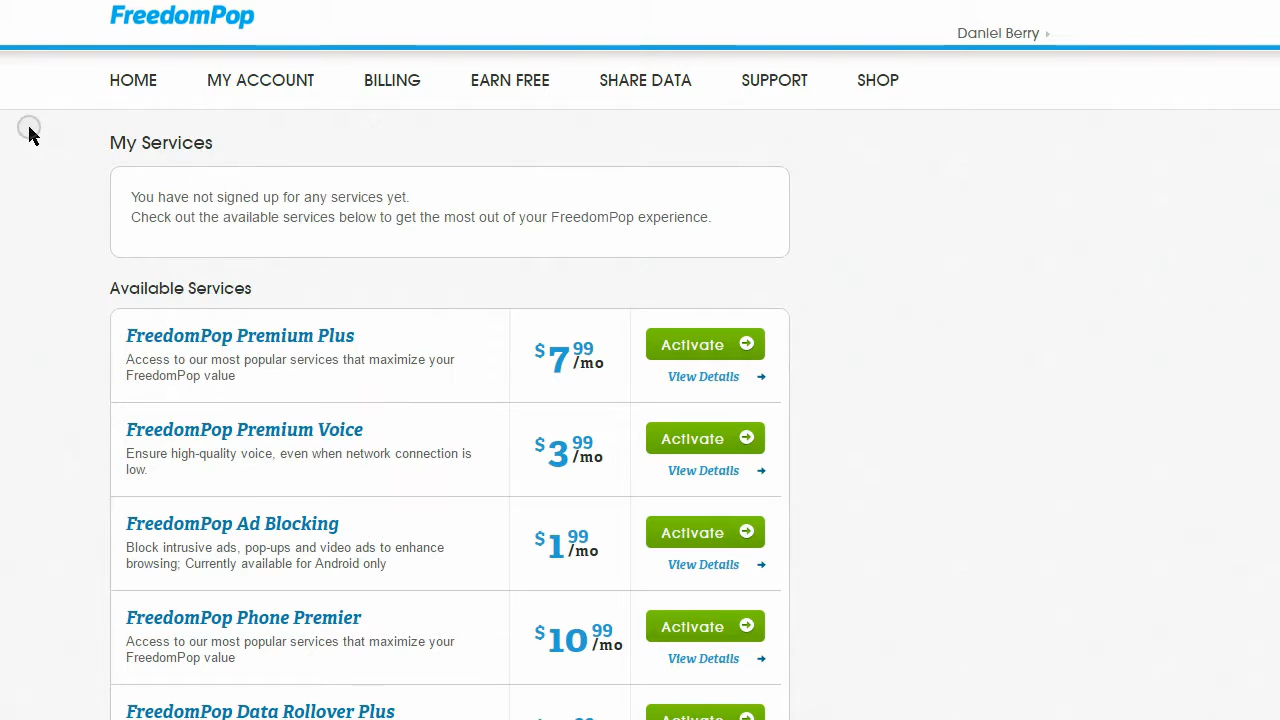 FreedomPop
Daniel Berry
HOME MY ACCOUNT BILLING EARN FREE SHARE DATA SUPPORT SHOP
My Services
You have not signed up for any services yet.
Check out the available services below to get the most out of your FreedomPop experience.
Available Services
FreedomPop Premium Plus
Access to our most popular services that maximize your
FreedomPop value
$7 99 /mo
Activate
View Details
FreedomPop Premium Voice
Ensure high-quality voice, even when network connection is
low.
$3 99 /mo
Activate
View Details
FreedomPop Ad Blocking
Block intrusive ads, pop-ups and video ads to enhance
browsing; Currently available for Android only
$1 99 /mo
Activate
View Details
FreedomPop Phone Premier
Access to our most popular services that maximize your
FreedomPop value
$10 99 /mo
Activate
View Details
FreedomPop Data Rollover Plus
Activate